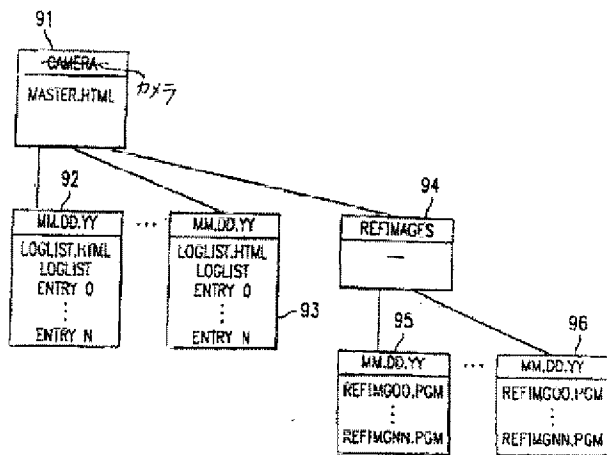 91
CAMERA
カメラ
MASTER.HTML
92
MM.DD.YY
LOGLIST.HTML
LOGLIST
ENTRY 0
⋮
ENTRY N
...
MM.DD.YY
LOGLIST.HTML
LOGLIST
ENTRY 0
⋮
ENTRY N
93
94
REFIMAGES
—
95
MM.DD.YY
REFIMG00.PGM
⋮
REFIMGNN.PGM
...
96
MM.DD.YY
REFIMG00.PGM
⋮
REFIMGNN.PGM